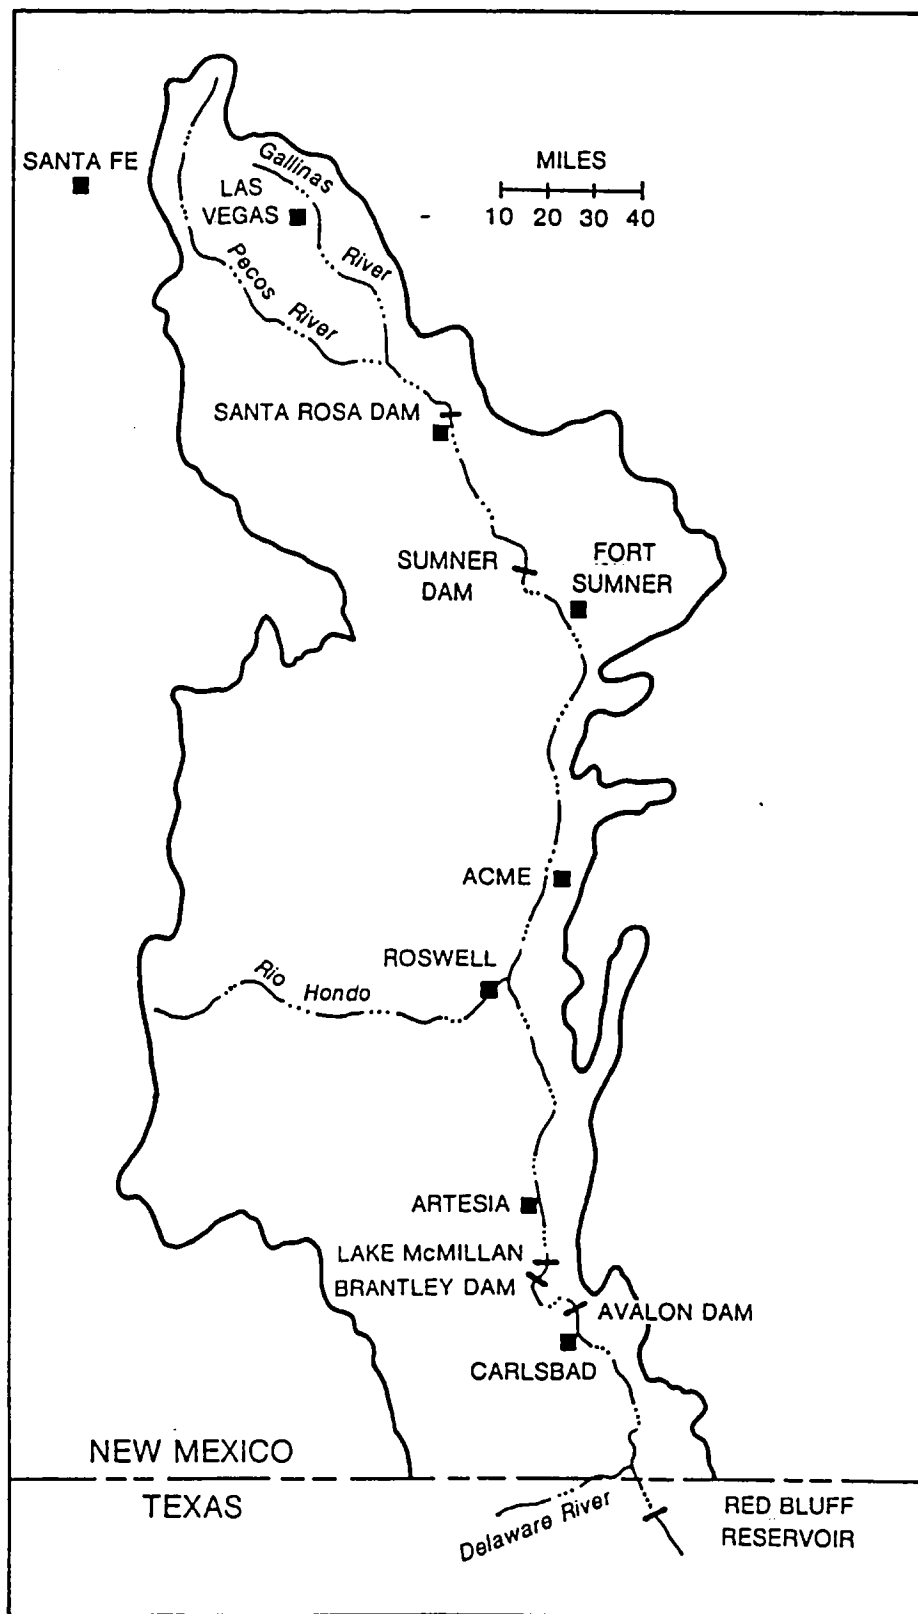 SANTA FE
Gallinas
River
LAS
VEGAS
MILES
10 20 30 40
Pecos
River
SANTA ROSA DAM
SUMNER
DAM
FORT
SUMNER
ACME
ROSWELL
Rio
Hondo
ARTESIA
LAKE McMILLAN
BRANTLEY DAM
AVALON DAM
CARLSBAD
NEW MEXICO
TEXAS
Delaware River
RED BLUFF
RESERVOIR